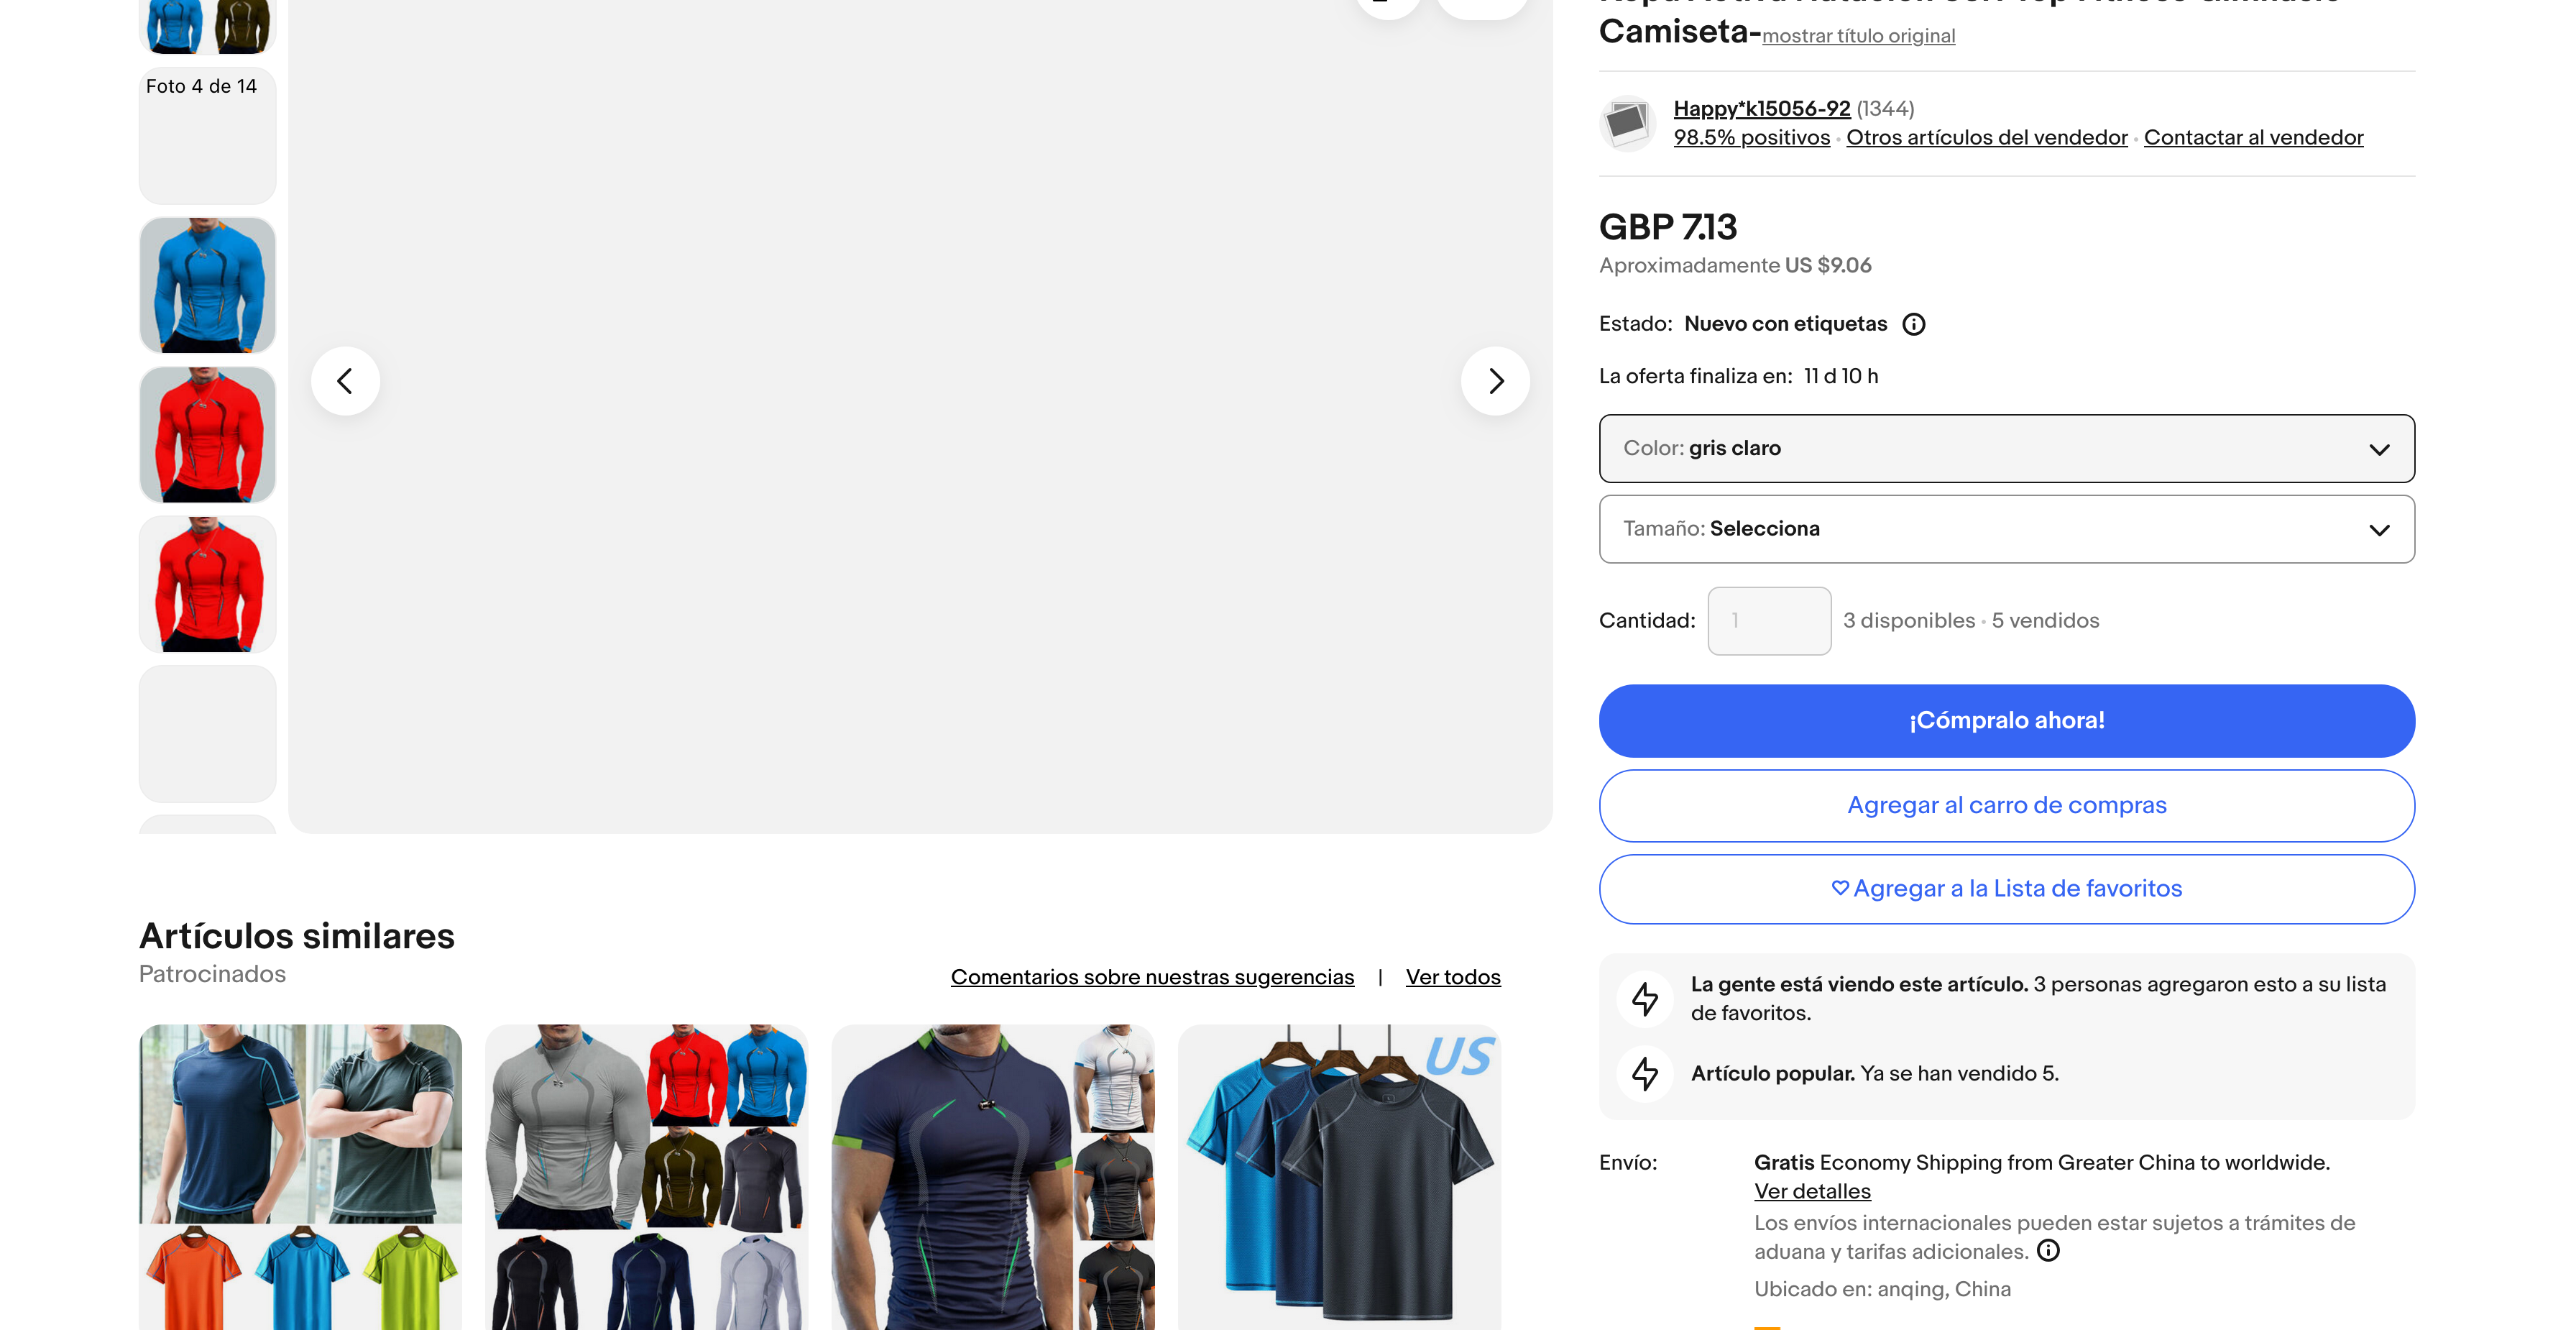 Camiseta-mostrar título original
Foto 4 de 14
Happy*k15056-92 (1344)
98.5% positivos · Otros artículos del vendedor · Contactar al vendedor
GBP 7.13
Aproximadamente US $9.06
Estado: Nuevo con etiquetas
La oferta finaliza en: 11 d 10 h
Color: gris claro
Tamaño: Selecciona
Cantidad: 1 3 disponibles · 5 vendidos
¡Cómpralo ahora!
Agregar al carro de compras
Agregar a la Lista de favoritos
La gente está viendo este artículo. 3 personas agregaron esto a su lista
de favoritos.
Artículo popular. Ya se han vendido 5.
Envío: Gratis Economy Shipping from Greater China to worldwide.
Ver detalles
Los envíos internacionales pueden estar sujetos a trámites de
aduana y tarifas adicionales.
Ubicado en: anqing, China
Artículos similares
Patrocinados
Comentarios sobre nuestras sugerencias | Ver todos
US